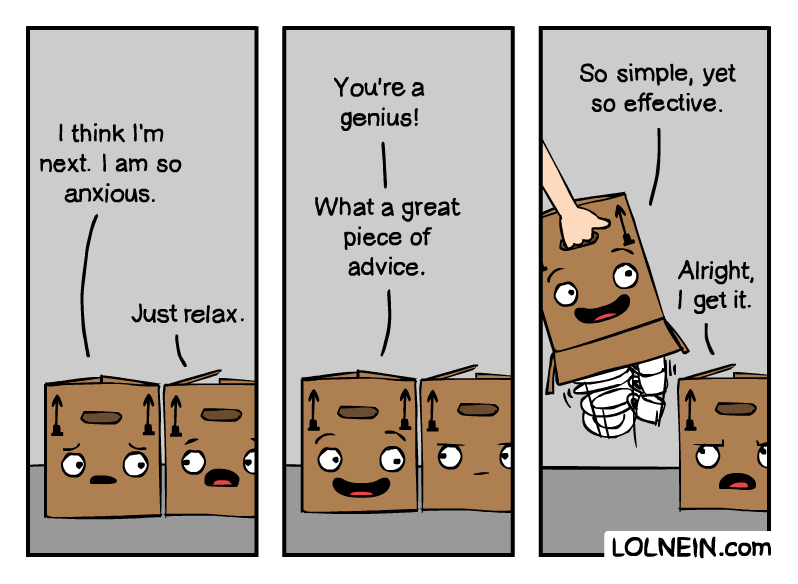 I think I'm
next. I am so
anxious.
Just relax.
You're a
genius!
What a great
piece of
advice.
So simple, yet
so effective.
Alright,
I get it.
LOLNEIN.com